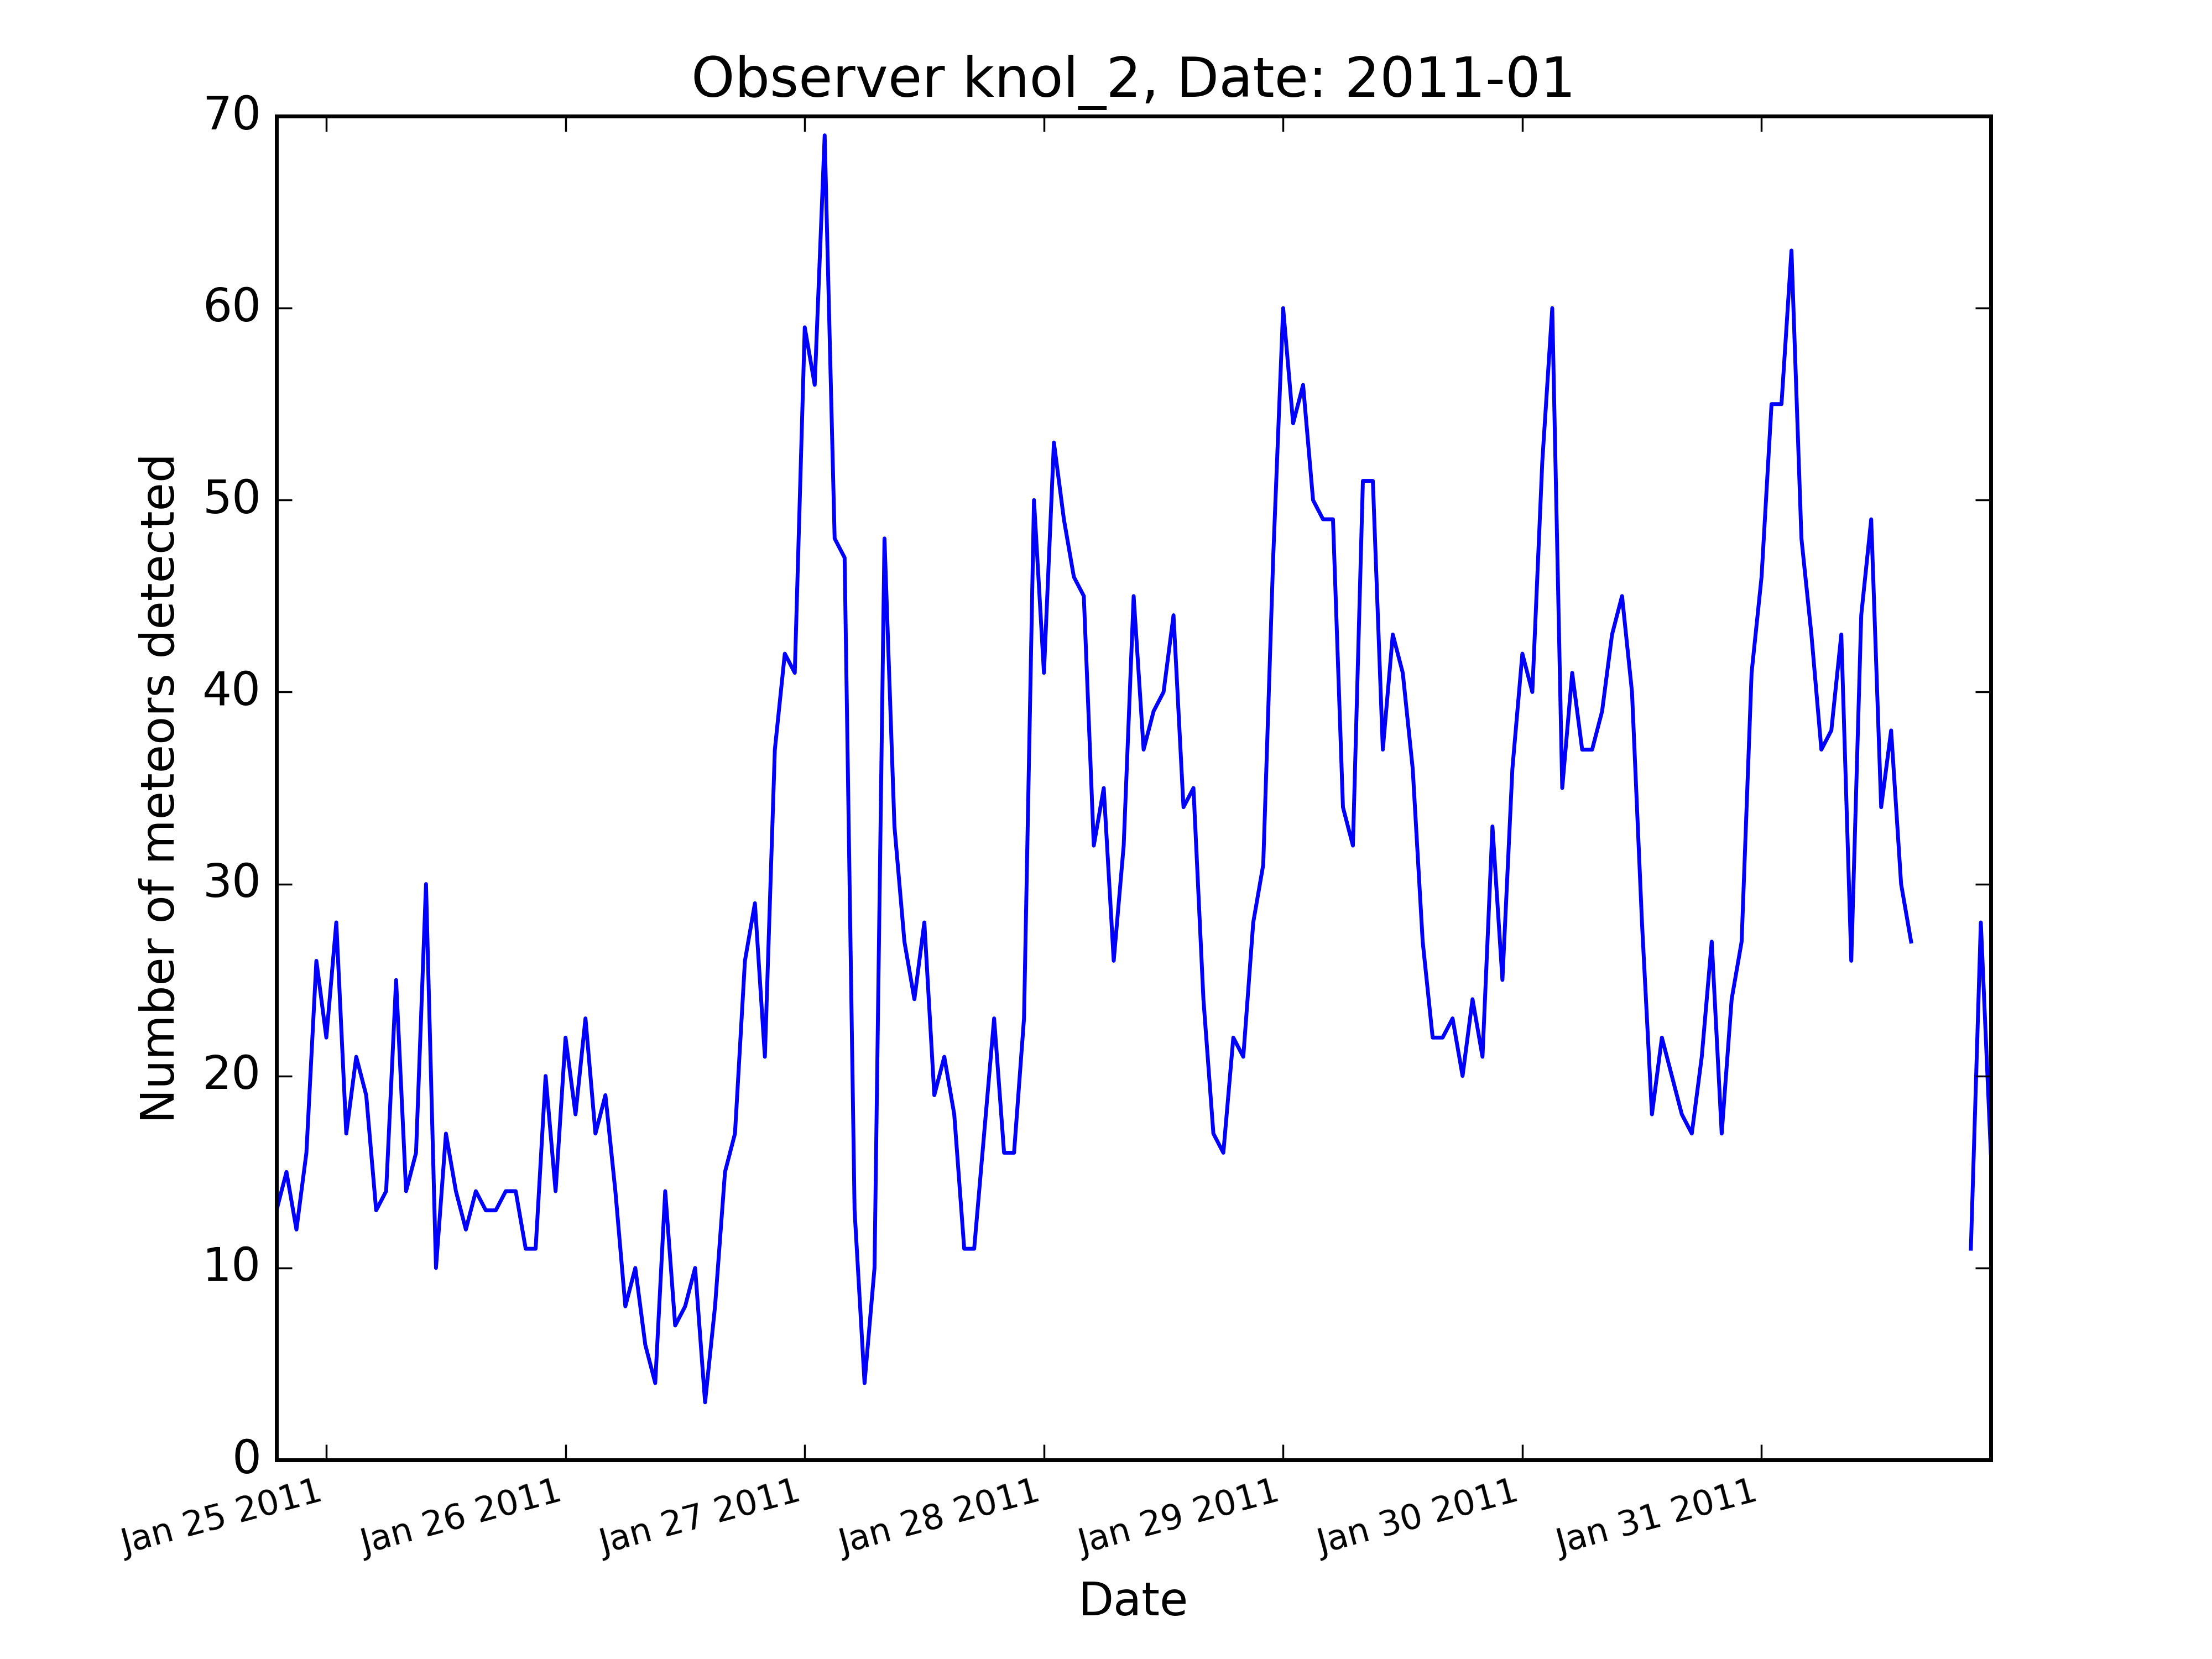 Observer knol_2, Date: 2011-01
Number of meteors detected
70
60
50
40
30
20
10
0
Jan 25 2011
Jan 26 2011
Jan 27 2011
Jan 28 2011
Jan 29 2011
Jan 30 2011
Jan 31 2011
Date